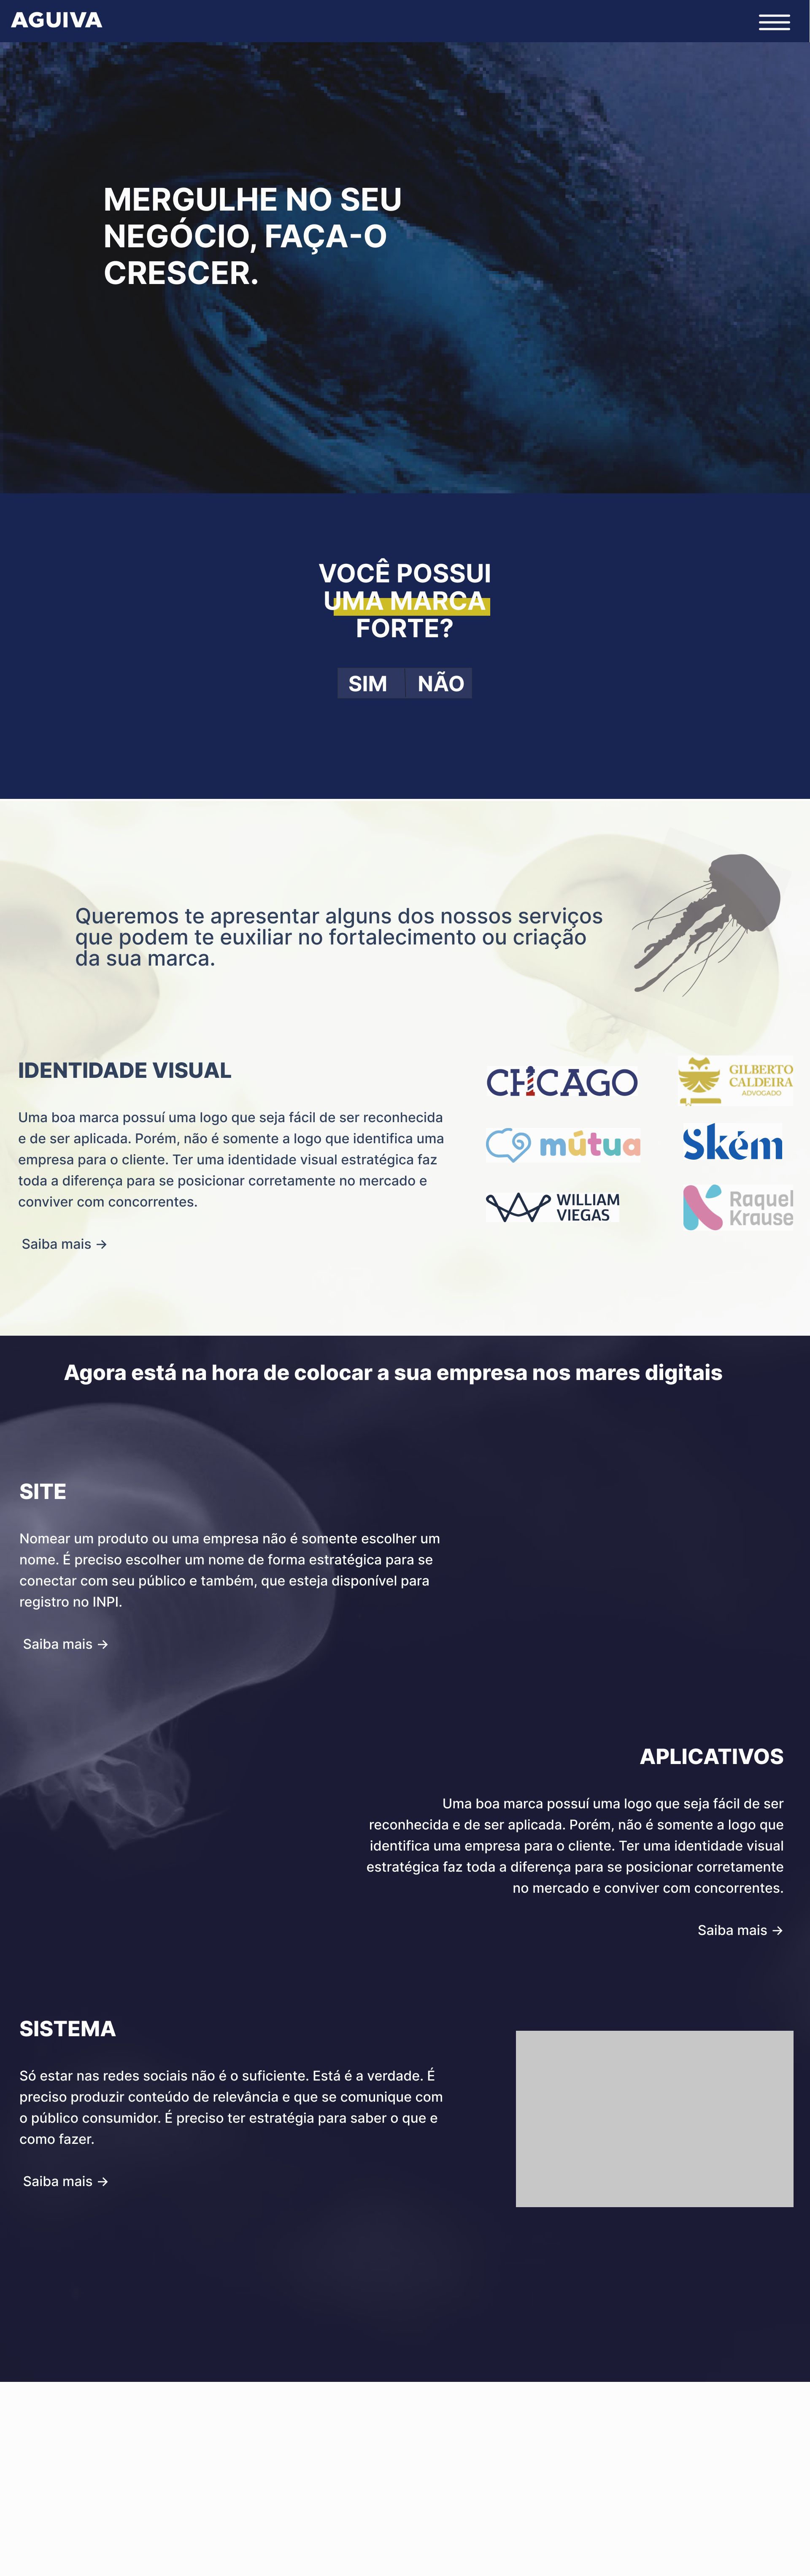 AGUIVA
MERGULHE NO SEU
NEGÓCIO, FAÇA-O
CRESCER.
VOCÊ POSSUI
UMA MARCA
FORTE?
SIM NÃO
Queremos te apresentar alguns dos nossos serviços
que podem te euxiliar no fortalecimento ou criação
da sua marca.
IDENTIDADE VISUAL
Uma boa marca possuí uma logo que seja fácil de ser reconhecida
e de ser aplicada. Porém, não é somente a logo que identifica uma
empresa para o cliente. Ter uma identidade visual estratégica faz
toda a diferença para se posicionar corretamente no mercado e
conviver com concorrentes.
Saiba mais →
CHICAGO
GILBERTO
CALDEIRA
ADVOGADO
mútua
Ském
WILLIAM
VIEGAS
Raquel
Krause
Agora está na hora de colocar a sua empresa nos mares digitais
SITE
Nomear um produto ou uma empresa não é somente escolher um
nome. É preciso escolher um nome de forma estratégica para se
conectar com seu público e também, que esteja disponível para
registro no INPI.
Saiba mais →
APLICATIVOS
Uma boa marca possuí uma logo que seja fácil de ser
reconhecida e de ser aplicada. Porém, não é somente a logo que
identifica uma empresa para o cliente. Ter uma identidade visual
estratégica faz toda a diferença para se posicionar corretamente
no mercado e conviver com concorrentes.
Saiba mais →
SISTEMA
Só estar nas redes sociais não é o suficiente. Está é a verdade. É
preciso produzir conteúdo de relevância e que se comunique com
o público consumidor. É preciso ter estratégia para saber o que e
como fazer.
Saiba mais →